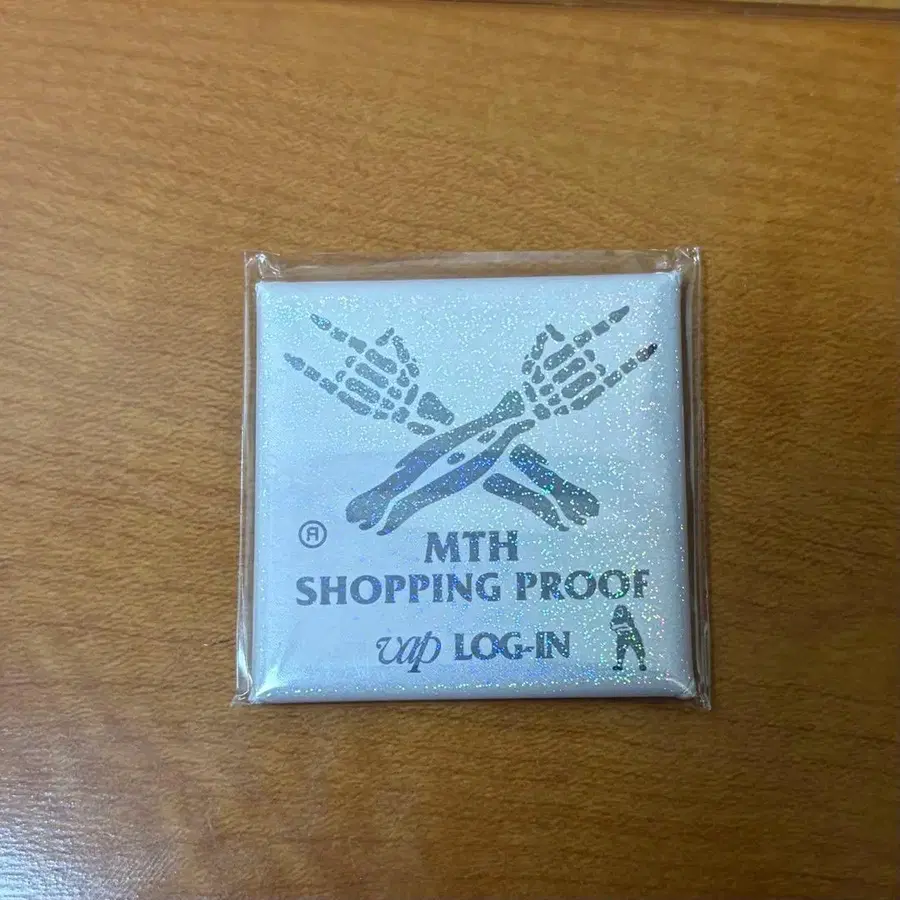 ®
MTH
SHOPPING PROOF
vap LOG-IN